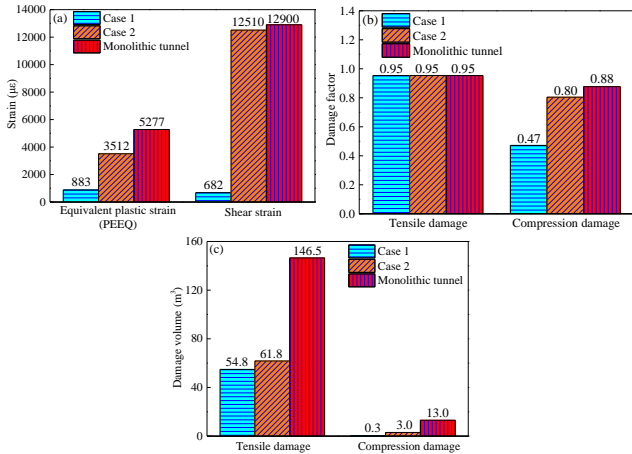 (a)
Case 1
Case 2
Monolithic tunnel
14000
12000
10000
8000
6000
4000
2000
0
Strain (με)
883
3512
5277
682
12510
12900
Equivalent plastic strain
(PEEQ)
Shear strain
(b)
Case 1
Case 2
Monolithic tunnel
1.4
1.2
1.0
0.8
0.6
0.4
0.2
0.0
Damage factor
0.95 0.95 0.95
0.47
0.80
0.88
Tensile damage
Compression damage
(c)
Case 1
Case 2
Monolithic tunnel
160
120
80
40
0
Damage volume (m³)
54.8
61.8
146.5
0.3
3.0
13.0
Tensile damage
Compression damage